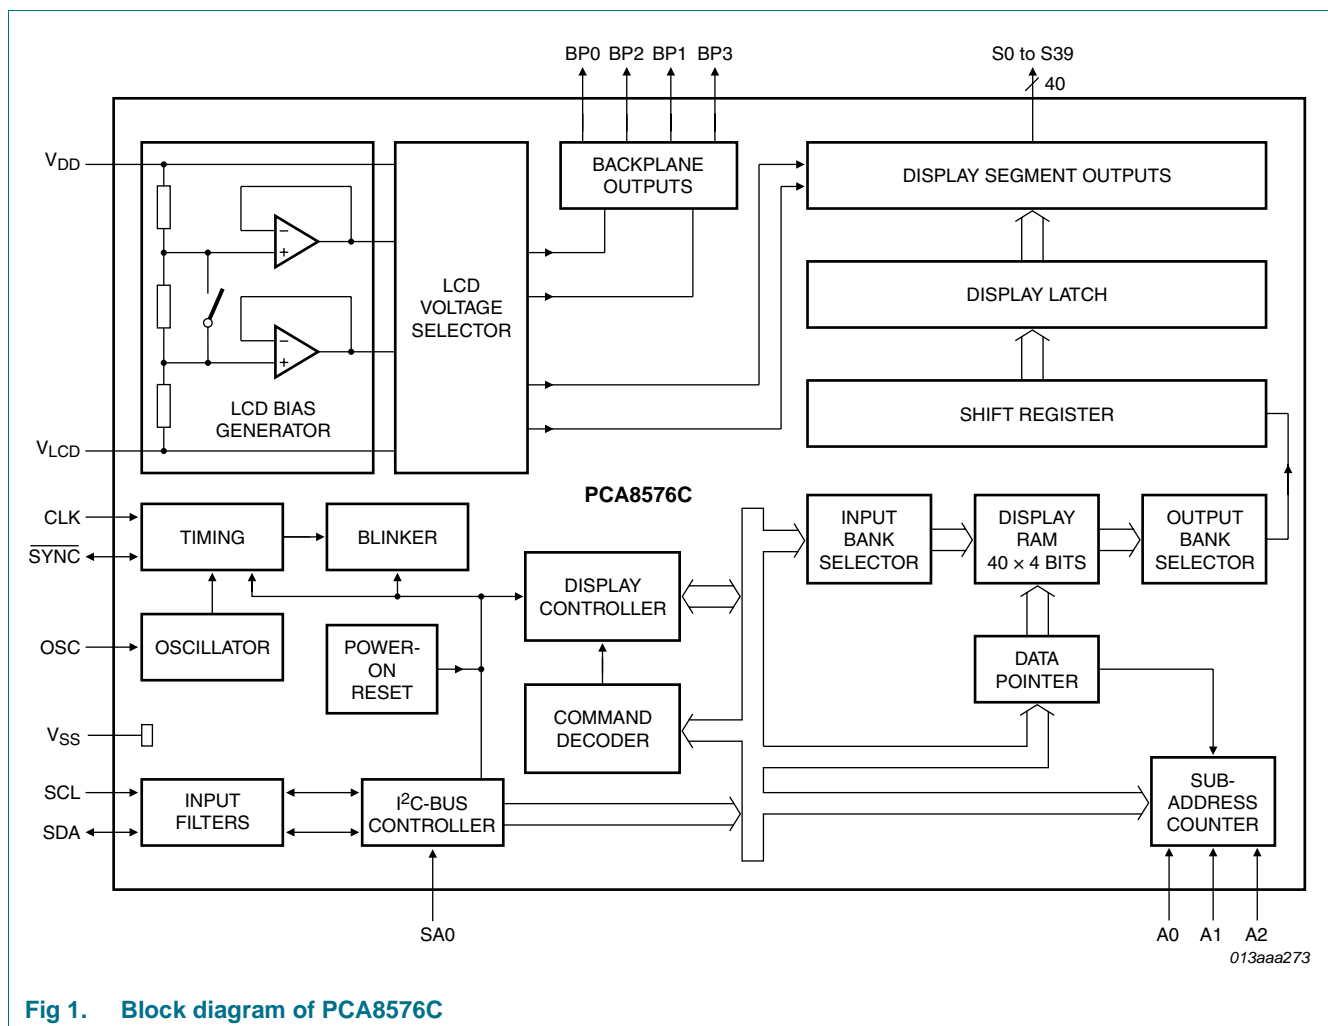 BP0 BP2 BP1 BP3
S0 to S39
40
VDD
BACKPLANE
OUTPUTS
DISPLAY SEGMENT OUTPUTS
−
+
LCD
VOLTAGE
SELECTOR
DISPLAY LATCH
−
+
LCD BIAS
GENERATOR
SHIFT REGISTER
VLCD
PCA8576C
CLK
SYNC
TIMING
BLINKER
INPUT
BANK
SELECTOR
DISPLAY
RAM
40 × 4 BITS
OUTPUT
BANK
SELECTOR
DISPLAY
CONTROLLER
OSC
OSCILLATOR
POWER-
ON
RESET
DATA
POINTER
COMMAND
DECODER
VSS
SCL
SDA
INPUT
FILTERS
I²C-BUS
CONTROLLER
SUB-
ADDRESS
COUNTER
SA0
A0 A1 A2
013aaa273
Fig 1. Block diagram of PCA8576C